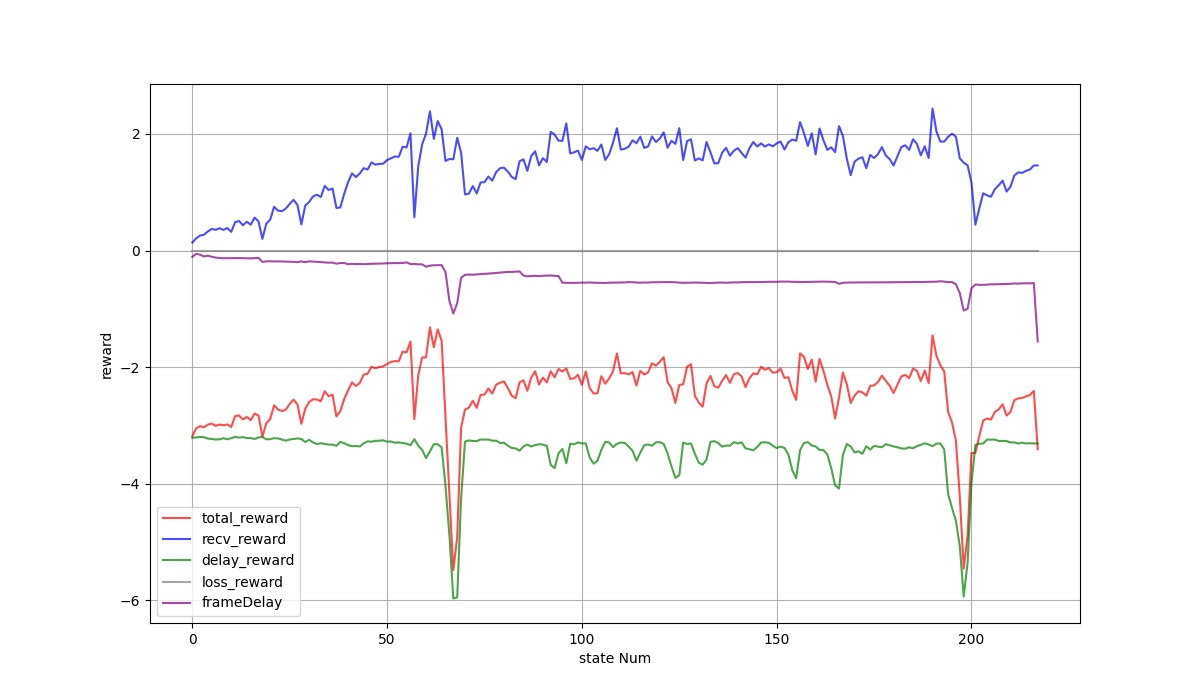 2
0
−2
−4
−6
reward
total_reward
recv_reward
delay_reward
loss_reward
frameDelay
0 50 100 150 200
state Num